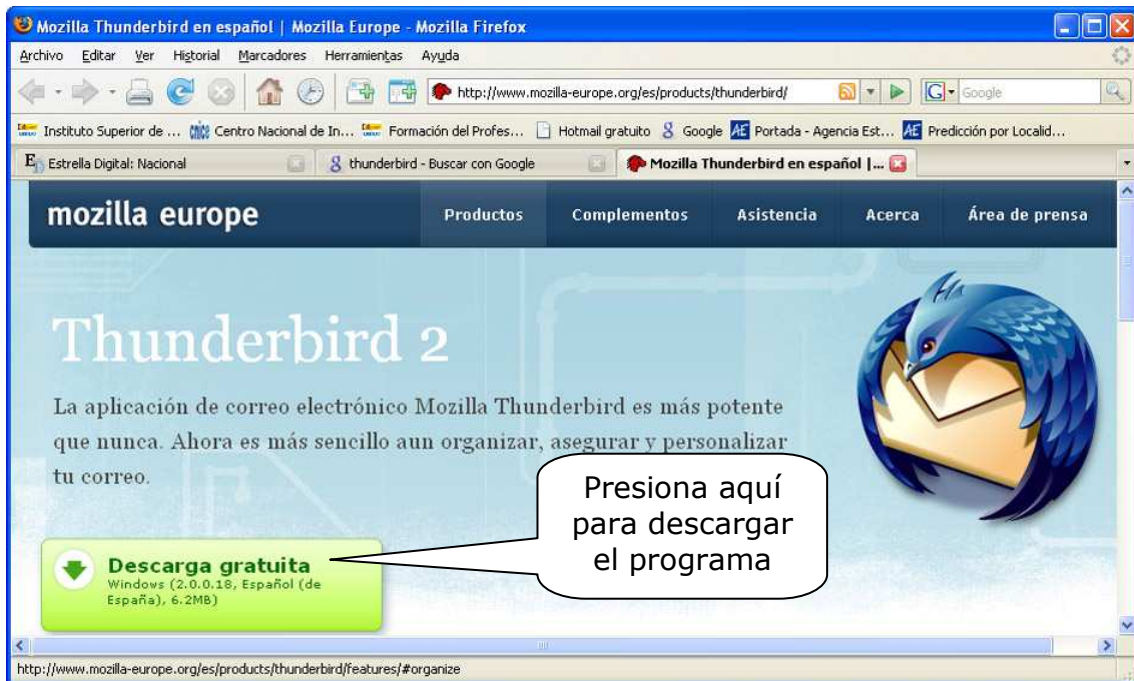 Mozilla Thunderbird en español | Mozilla Europe - Mozilla Firefox
Archivo Editar Ver Historial Marcadores Herramientas Ayuda
http://www.mozilla-europe.org/es/products/thunderbird/ G Google
Instituto Superior de ... Centro Nacional de In... Formación del Profes... Hotmail gratuito Google AE Portada - Agencia Est... AE Predicción por Localid...
E Estrella Digital: Nacional thunderbird - Buscar con Google Mozilla Thunderbird en español |...
mozilla europe Productos Complementos Asistencia Acerca Área de prensa
Thunderbird 2
La aplicación de correo electrónico Mozilla Thunderbird es más potente
que nunca. Ahora es más sencillo aun organizar, asegurar y personalizar
tu correo.
Presiona aquí
para descargar
el programa
Descarga gratuita
Windows (2.0.0.18, Español (de
España), 6.2MB)
http://www.mozilla-europe.org/es/products/thunderbird/features/#organize